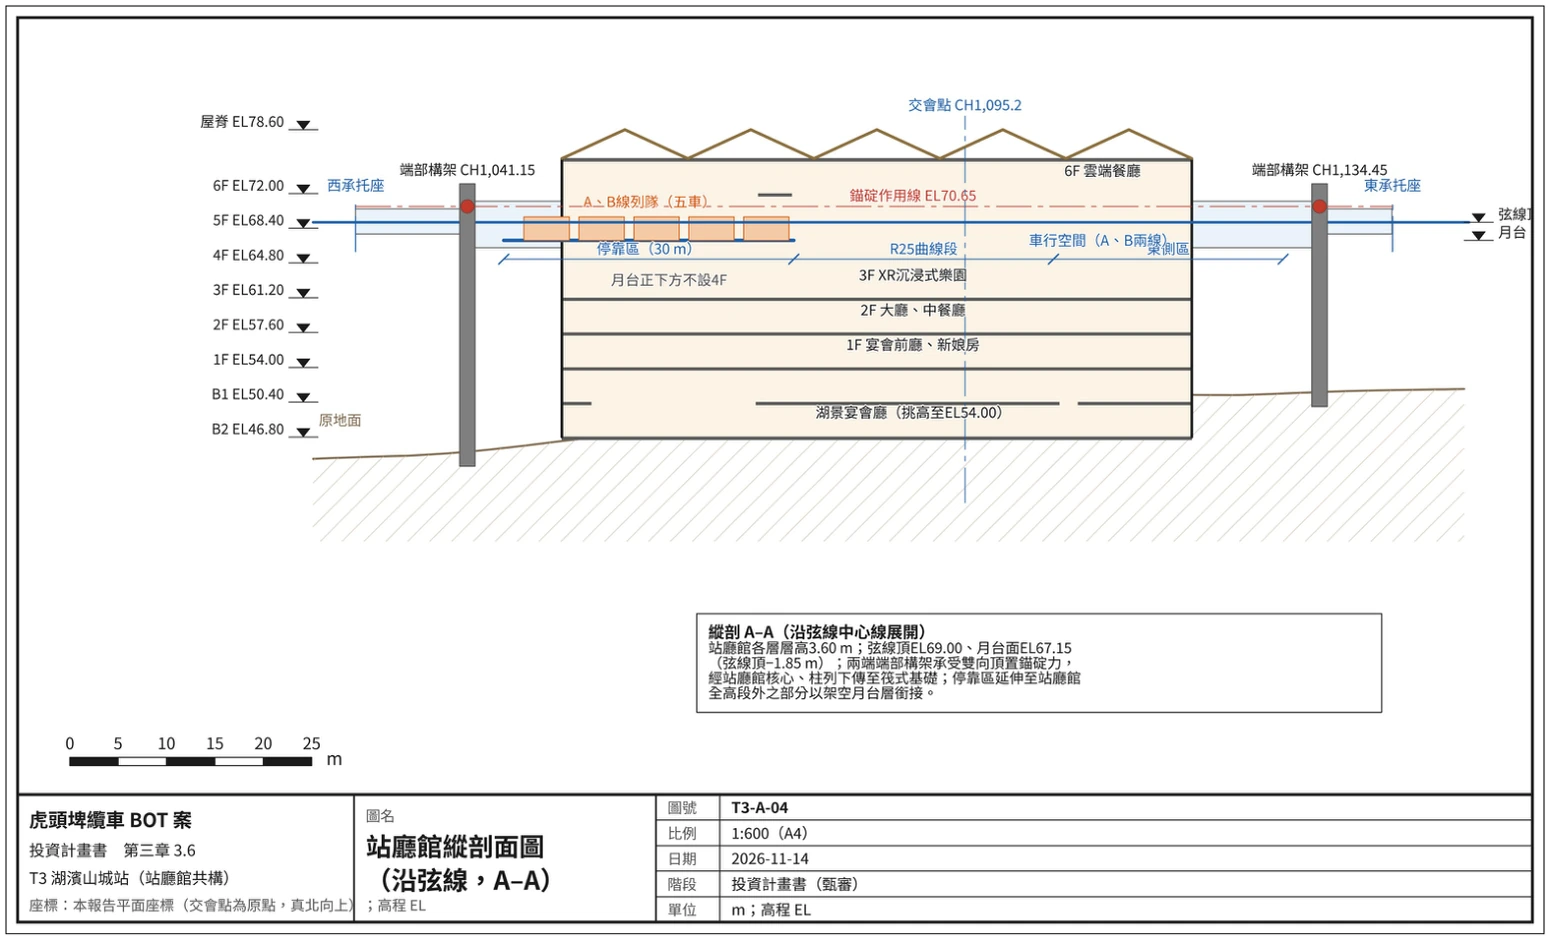 交會點 CH1,095.2
屋脊 EL78.60
端部構架 CH1,041.15
6F 雲端餐廳
端部構架 CH1,134.45
6F EL72.00
西承托座
東承托座
A、B線列隊（五車）
錨碇作用線 EL70.65
5F EL68.40
弦線頂
月台
4F EL64.80
停靠區（30 m）
R25曲線段
車行空間（A、B兩線）
東側區
3F EL61.20
月台正下方不設4F
3F XR沉浸式樂園
2F EL57.60
2F 大廳、中餐廳
1F EL54.00
1F 宴會前廳、新娘房
B1 EL50.40
湖景宴會廳（挑高至EL54.00）
B2 EL46.80
原地面
縱剖 A–A（沿弦線中心線展開）
站廳館各層層高3.60 m；弦線頂EL69.00、月台面EL67.15
（弦線頂−1.85 m）；兩端端部構架承受雙向頂置錨碇力，
經站廳館核心、柱列下傳至筏式基礎；停靠區延伸至站廳館
全高段外之部分以架空月台層銜接。
0 5 10 15 20 25 m
虎頭埤纜車 BOT 案
投資計畫書　第三章 3.6
T3 湖濱山城站（站廳館共構）
座標：本報告平面座標（交會點為原點，真北向上）；高程 EL
圖名
站廳館縱剖面圖
（沿弦線，A–A）
圖號 T3-A-04
比例 1:600（A4）
日期 2026-11-14
階段 投資計畫書（甄審）
單位 m；高程 EL